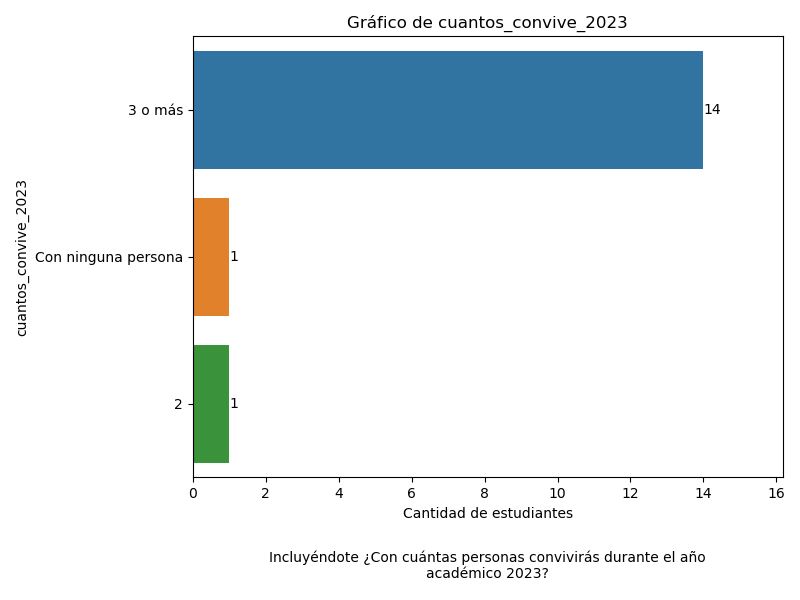 Gráfico de cuantos_convive_2023
cuantos_convive_2023
3 o más
14
Con ninguna persona
1
2
1
0 2 4 6 8 10 12 14 16
Cantidad de estudiantes
Incluyéndote ¿Con cuántas personas convivirás durante el año
académico 2023?